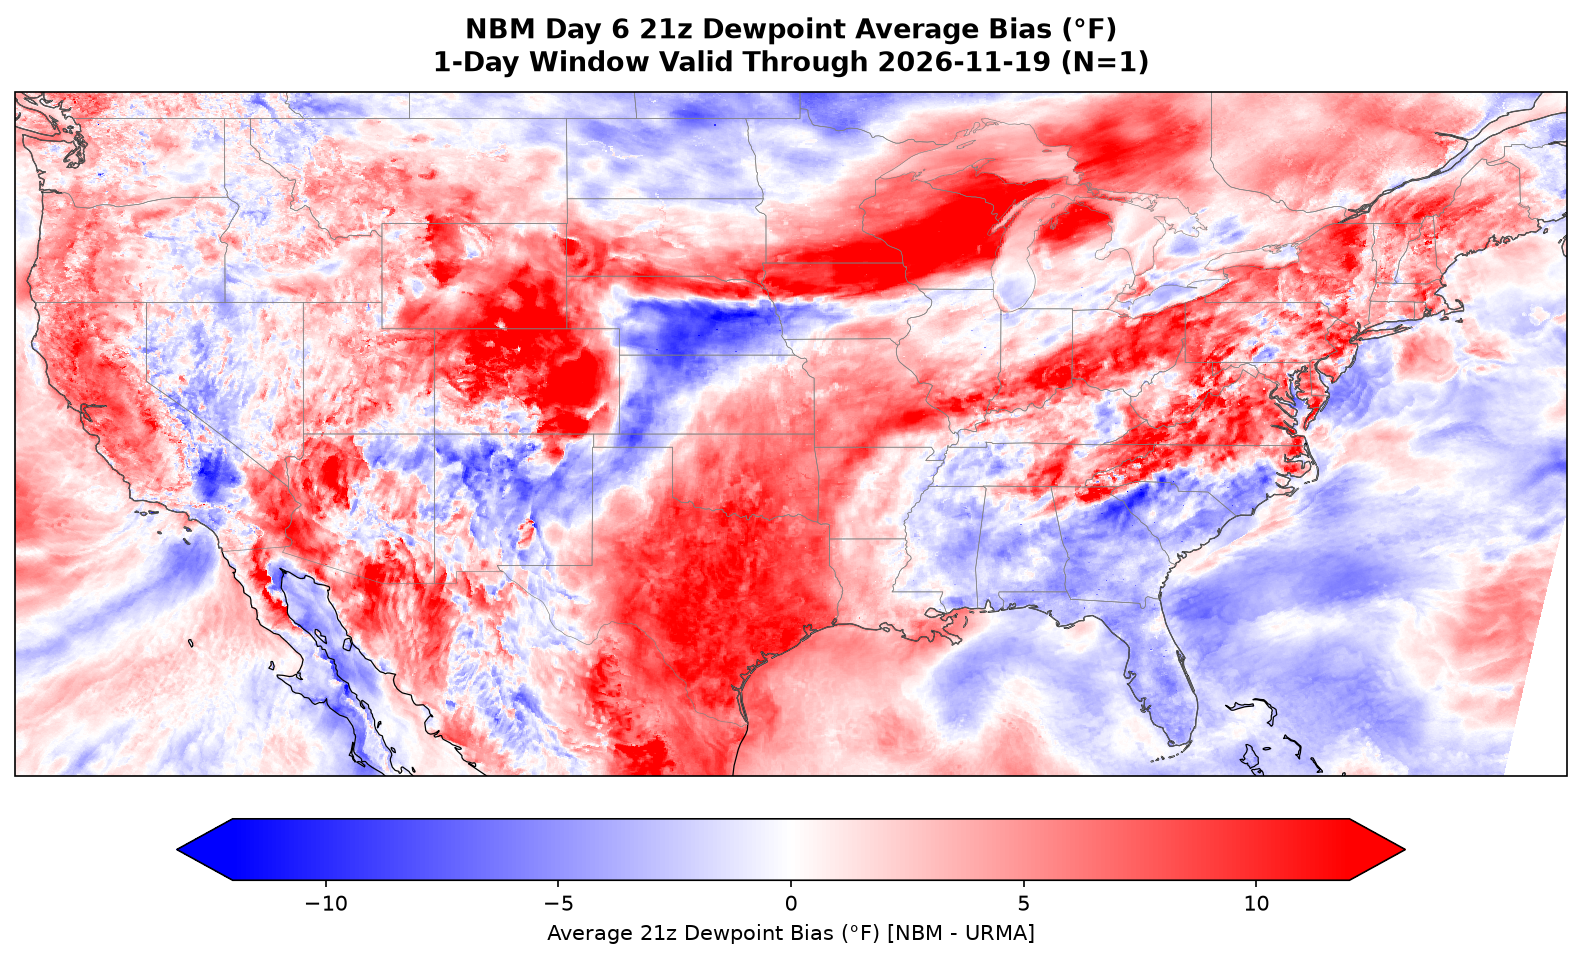 NBM Day 6 21z Dewpoint Average Bias (°F)
1-Day Window Valid Through 2026-11-19 (N=1)
−10 −5 0 5 10
Average 21z Dewpoint Bias (°F) [NBM - URMA]